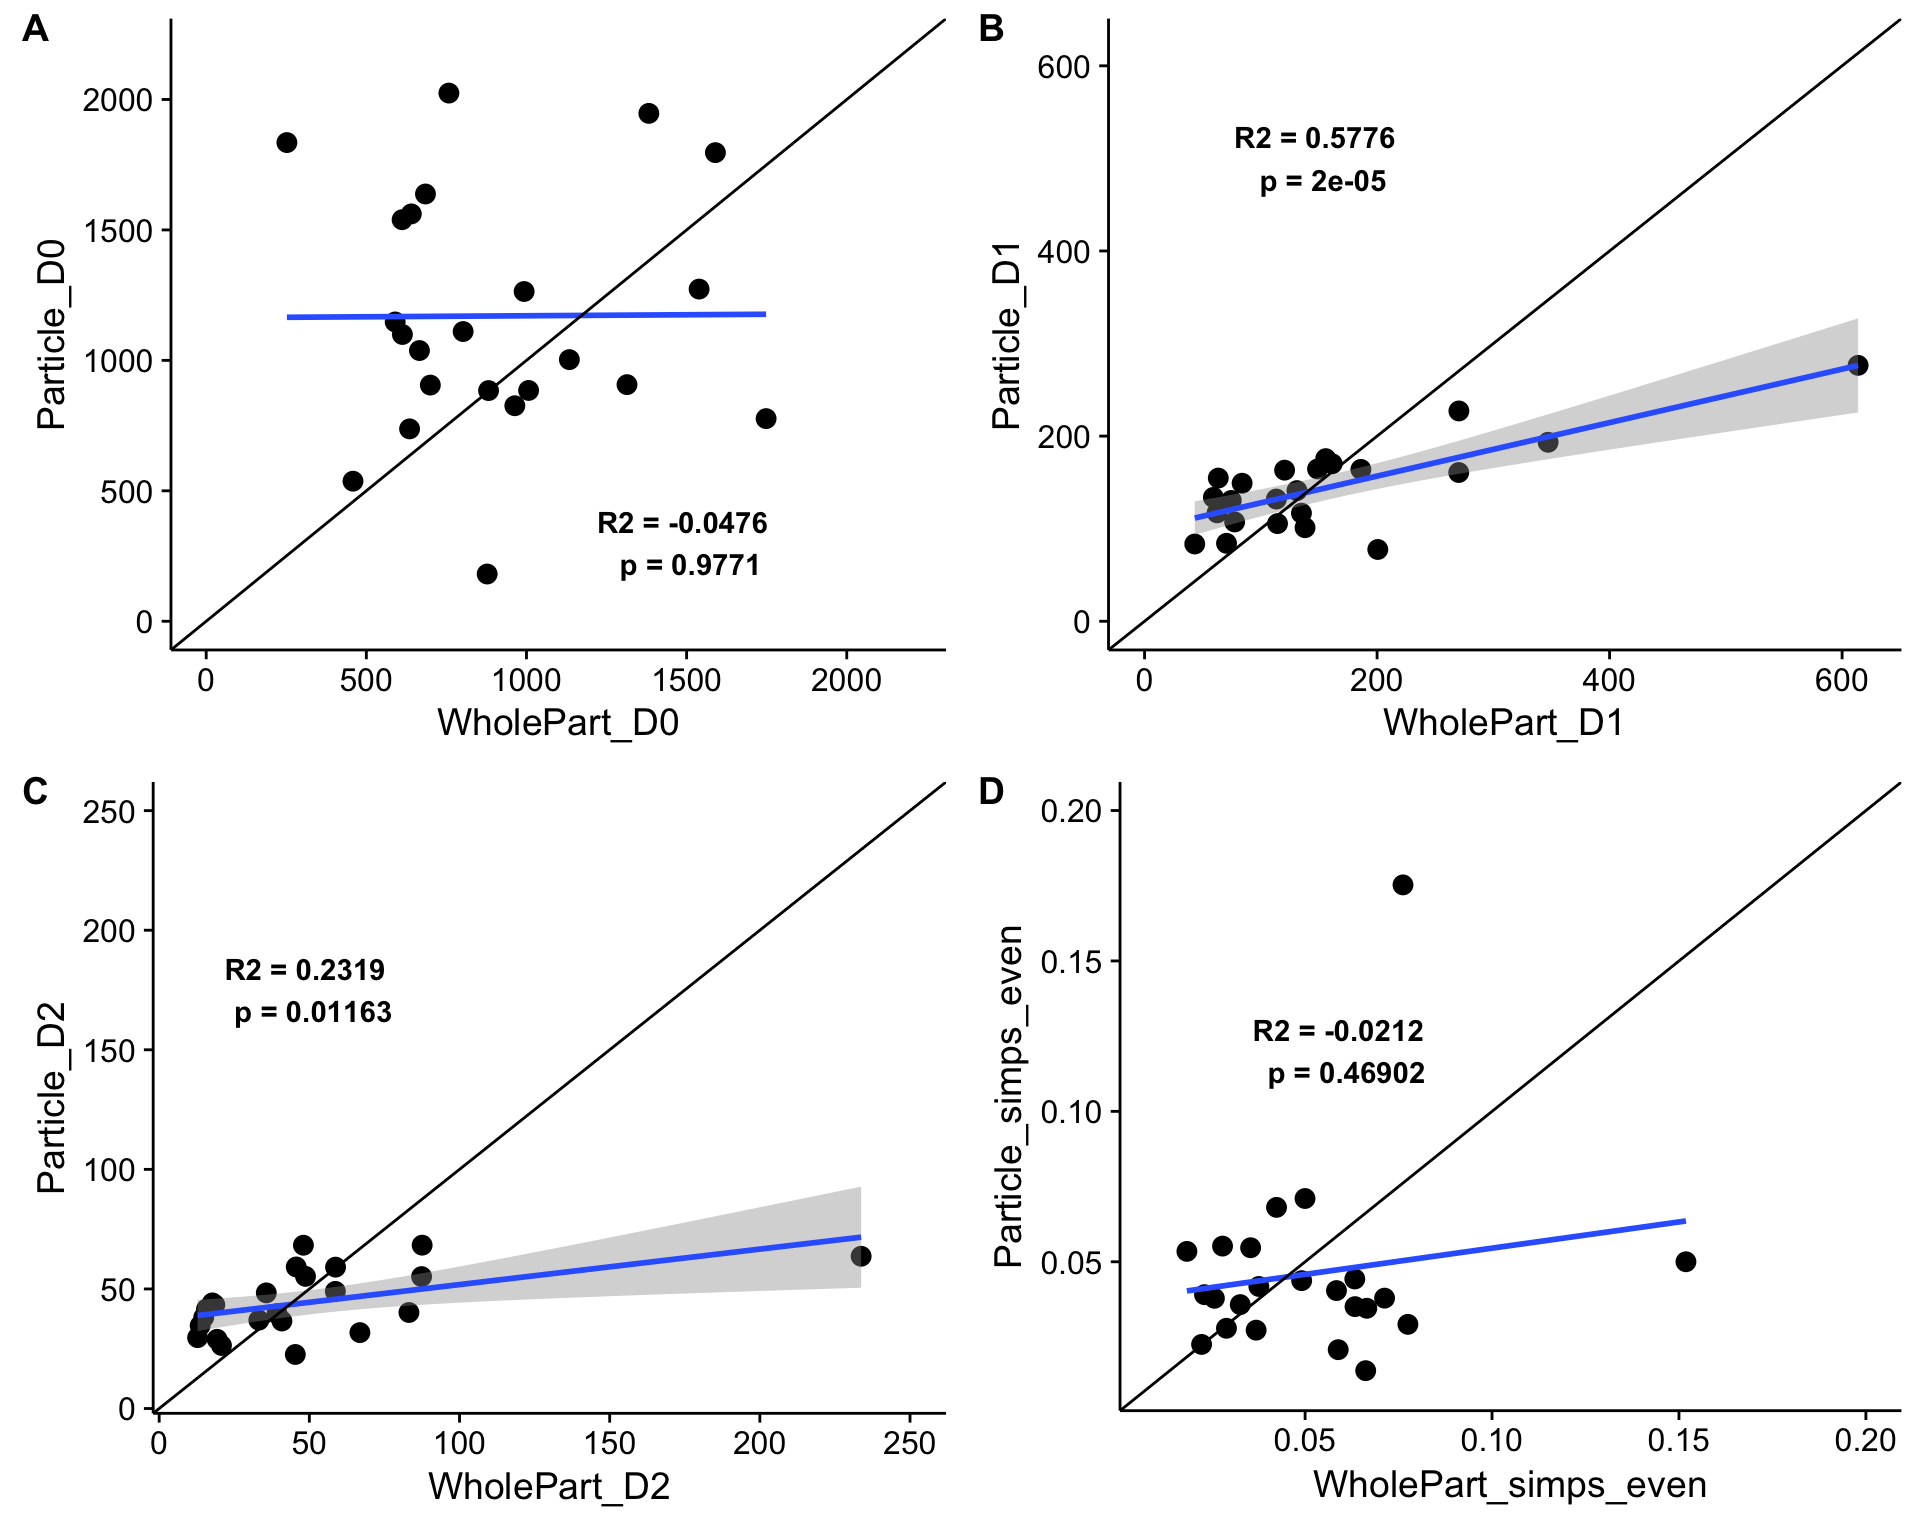 A
Particle_D0
2000
1500
1000
500
0
R2 = -0.0476
p = 0.9771
0 500 1000 1500 2000
WholePart_D0
B
Particle_D1
600
400
200
0
R2 = 0.5776
p = 2e-05
0 200 400 600
WholePart_D1
C
Particle_D2
250
200
150
100
50
0
R2 = 0.2319
p = 0.01163
0 50 100 150 200 250
WholePart_D2
D
Particle_simps_even
0.20
0.15
0.10
0.05
R2 = -0.0212
p = 0.46902
0.05 0.10 0.15 0.20
WholePart_simps_even